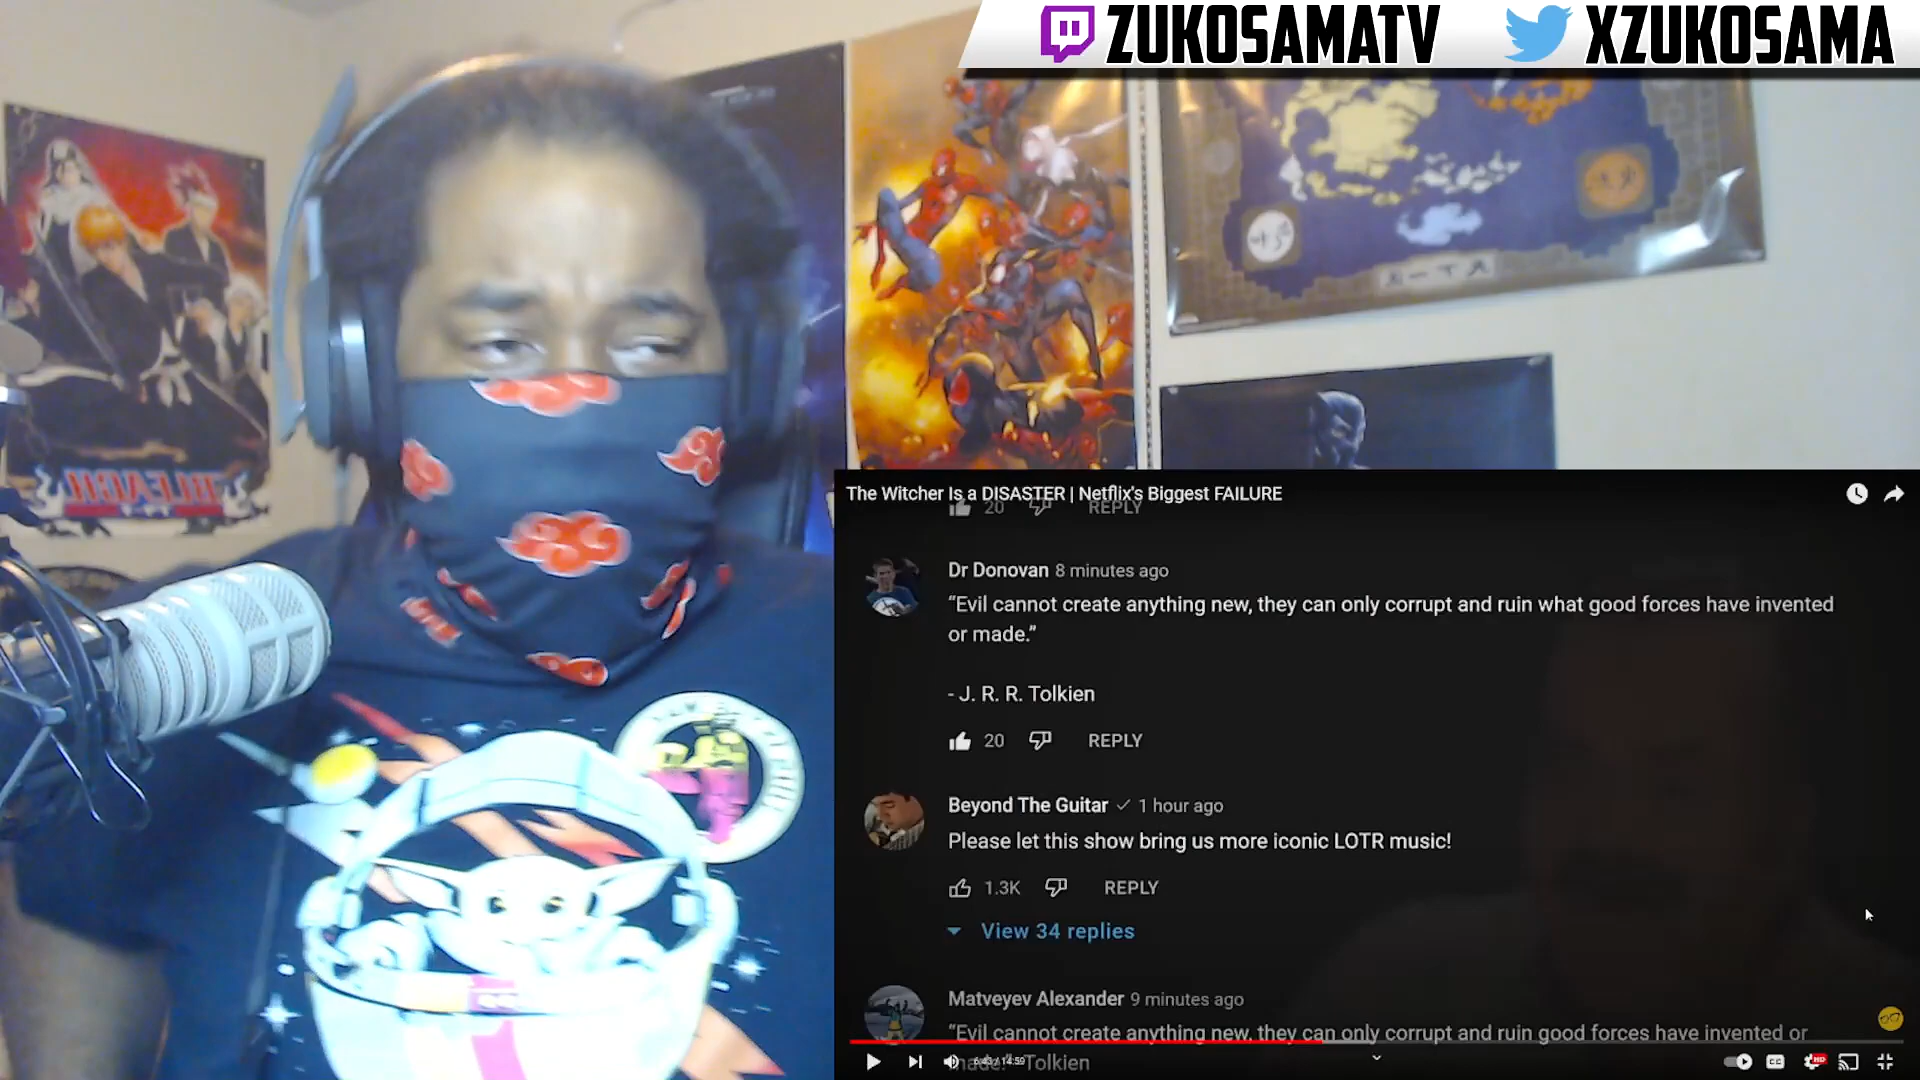 ZUKOSAMATV
XZUKOSAMA
The Witcher Is a DISASTER | Netflix's Biggest FAILURE
20
REPLY
Dr Donovan 8 minutes ago
“Evil cannot create anything new, they can only corrupt and ruin what good forces have invented
or made.”
- J. R. R. Tolkien
20
REPLY
Beyond The Guitar 1 hour ago
Please let this show bring us more iconic LOTR music!
1.3K
REPLY
View 34 replies
Matveyev Alexander 9 minutes ago
“Evil cannot create anything new, they can only corrupt and ruin good forces have invented or
made.” - Tolkien
CC
HD